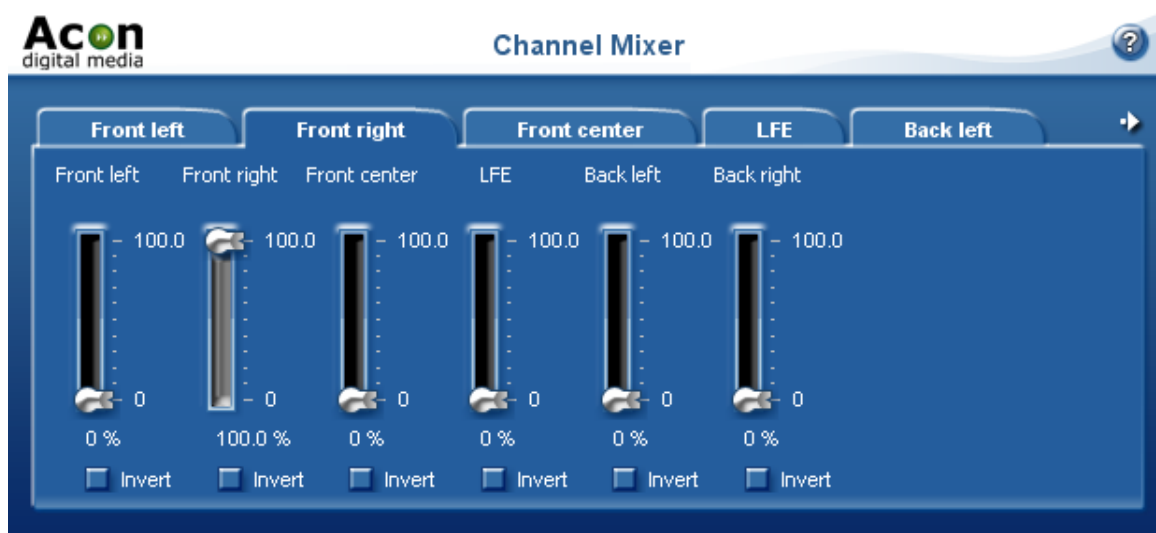 Acon
digital media
Channel Mixer
?
Front left Front right Front center LFE Back left
Front left Front right Front center LFE Back left Back right
100.0 100.0 100.0 100.0 100.0 100.0
0 0 0 0 0 0
0 % 100.0 % 0 % 0 % 0 % 0 %
Invert Invert Invert Invert Invert Invert